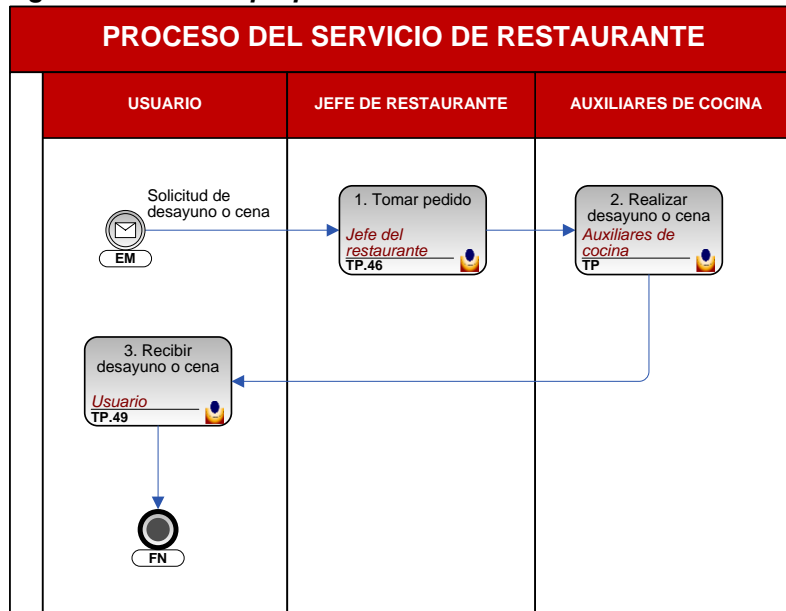 PROCESO DEL SERVICIO DE RESTAURANTE
USUARIO
JEFE DE RESTAURANTE
AUXILIARES DE COCINA
Solicitud de
desayuno o cena
EM
1. Tomar pedido
Jefe del
restaurante
TP.46
2. Realizar
desayuno o cena
Auxiliares de
cocina
TP
3. Recibir
desayuno o cena
Usuario
TP.49
FN